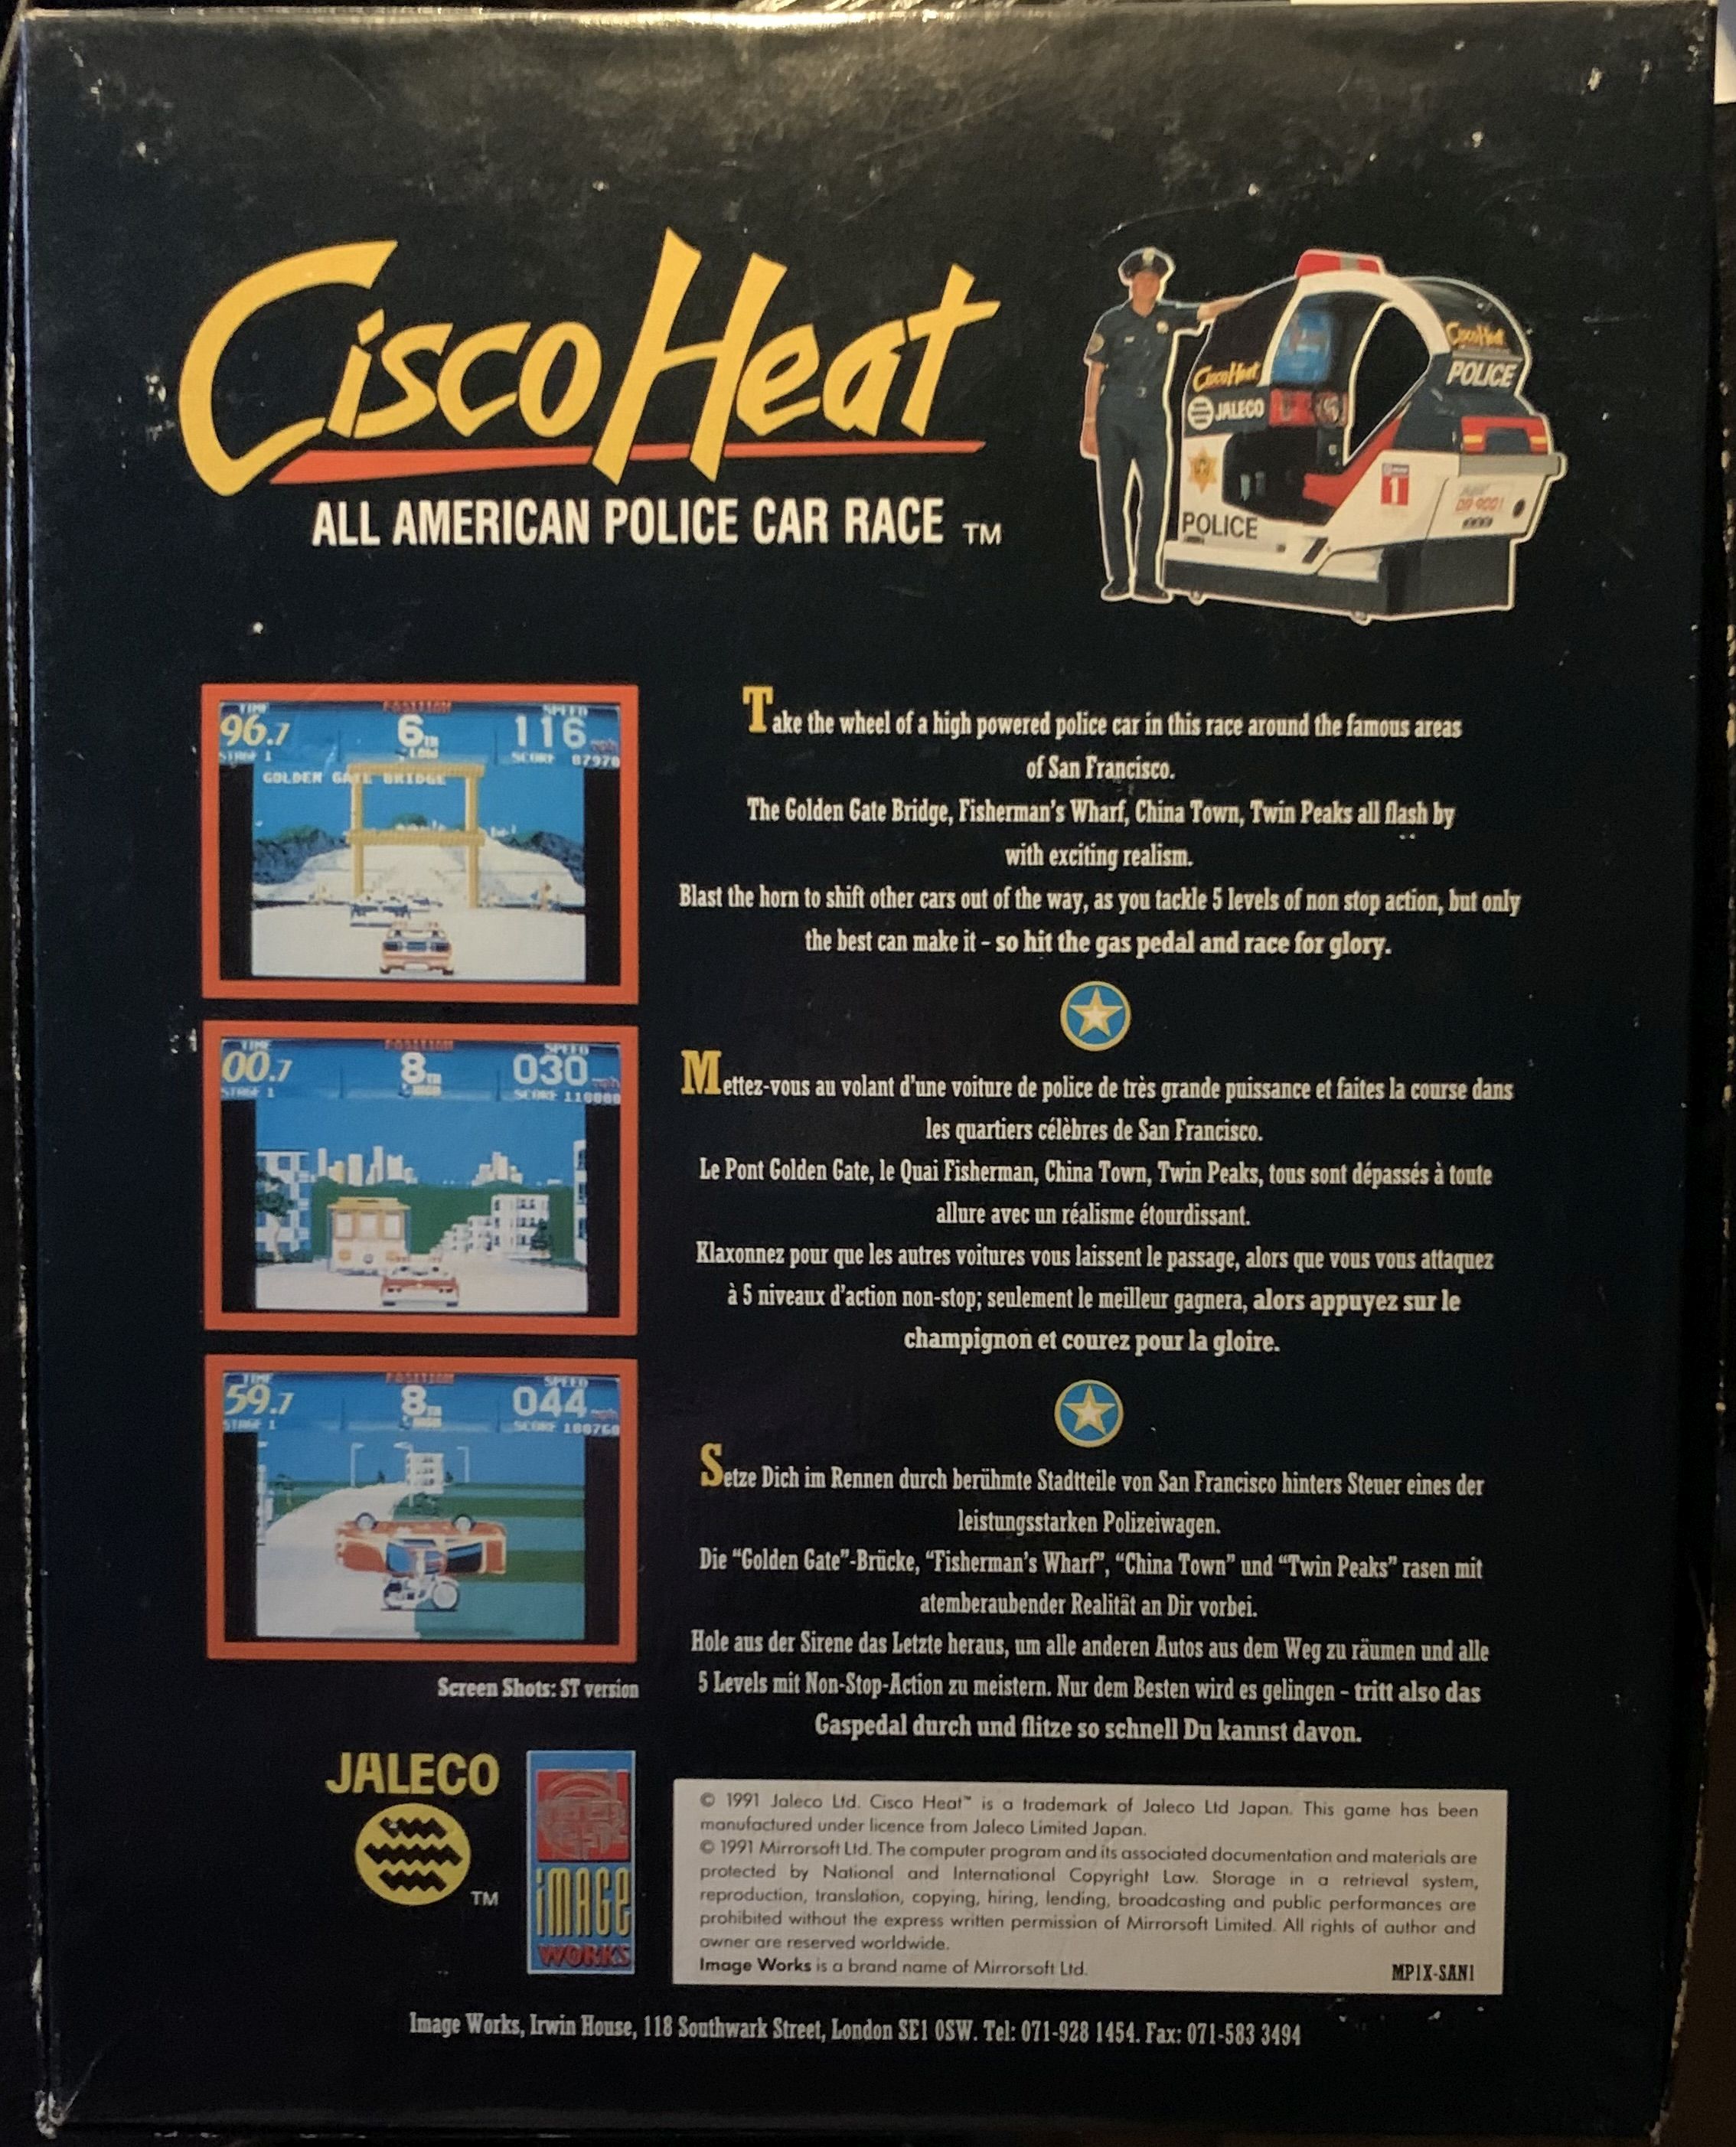 Cisco Heat
ALL AMERICAN POLICE CAR RACE TM
Cisco Heat
POLICE
Cisco Heat
JALECO
1
POLICE
TIME POSITION SPEED
96.7 6TH 116 mph
STAGE 1 LOW SCORE 87970
GOLDEN GATE BRIDGE
Take the wheel of a high powered police car in this race around the famous areas
of San Francisco.
The Golden Gate Bridge, Fisherman's Wharf, China Town, Twin Peaks all flash by
with exciting realism.
Blast the horn to shift other cars out of the way, as you tackle 5 levels of non stop action, but only
the best can make it - so hit the gas pedal and race for glory.
TIME POSITION SPEED
00.7 8TH 030 mph
STAGE 1 HIGH SCORE
Mettez-vous au volant d'une voiture de police de très grande puissance et faites la course dans
les quartiers célèbres de San Francisco.
Le Pont Golden Gate, le Quai Fisherman, China Town, Twin Peaks, tous sont dépassés à toute
allure avec un réalisme étourdissant.
Klaxonnez pour que les autres voitures vous laissent le passage, alors que vous vous attaquez
à 5 niveaux d'action non-stop; seulement le meilleur gagnera, alors appuyez sur le
champignon et courez pour la gloire.
TIME POSITION SPEED
59.7 8TH 044 mph
STAGE 1 HIGH SCORE
Setze Dich im Rennen durch berühmte Stadtteile von San Francisco hinters Steuer eines der
leistungsstarken Polizeiwagen.
Die “Golden Gate”-Brücke, “Fisherman's Wharf”, “China Town” und “Twin Peaks” rasen mit
atemberaubender Realität an Dir vorbei.
Hole aus der Sirene das Letzte heraus, um alle anderen Autos aus dem Weg zu räumen und alle
5 Levels mit Non-Stop-Action zu meistern. Nur dem Besten wird es gelingen - tritt also das
Gaspedal durch und flitze so schnell Du kannst davon.
Screen Shots: ST version
JALECO
TM
IMAGE
WORKS
© 1991 Jaleco Ltd. Cisco Heat™ is a trademark of Jaleco Ltd Japan. This game has been
manufactured under licence from Jaleco Limited Japan.
© 1991 Mirrorsoft Ltd. The computer program and its associated documentation and materials are
protected by National and International Copyright Law. Storage in a retrieval system,
reproduction, translation, copying, hiring, lending, broadcasting and public performances are
prohibited without the express written permission of Mirrorsoft Limited. All rights of author and
owner are reserved worldwide.
Image Works is a brand name of Mirrorsoft Ltd.
MP1X-SAN1
Image Works, Irwin House, 118 Southwark Street, London SE1 0SW. Tel: 071-928 1454. Fax: 071-583 3494